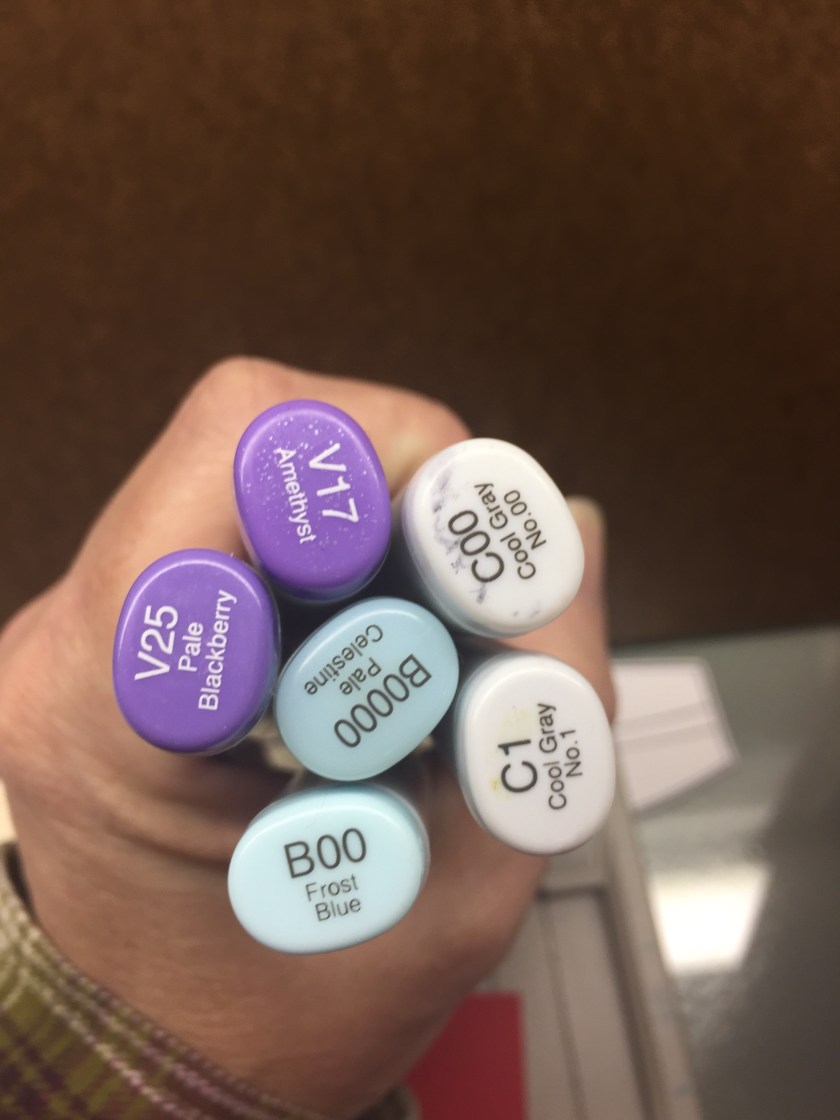 V17
Amethyst
C00
Cool Gray
No.00
V25
Pale
Blackberry
B0000
Pale
Celestine
C1
Cool Gray
No.1
B00
Frost
Blue